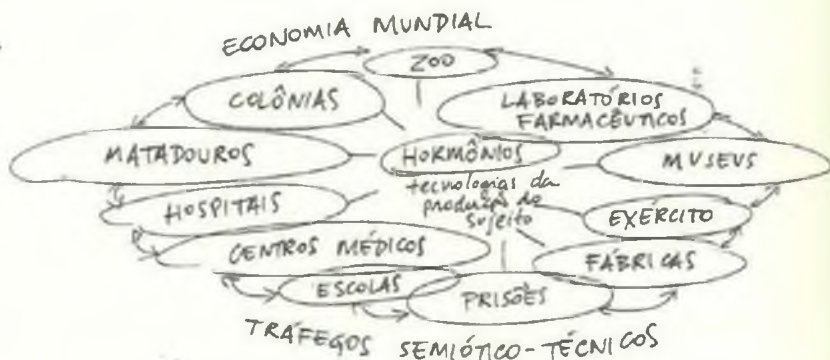 ECONOMIA MUNDIAL
ZOO
COLÔNIAS
LABORATÓRIOS
FARMACÊUTICOS
MATADOUROS
HORMÔNIOS
MUSEUS
tecnologias da
produção do
sujeito
HOSPITAIS
EXÉRCITO
CENTROS MÉDICOS
FÁBRICAS
ESCOLAS
PRISÕES
TRÁFEGOS SEMIÓTICO-TÉCNICOS